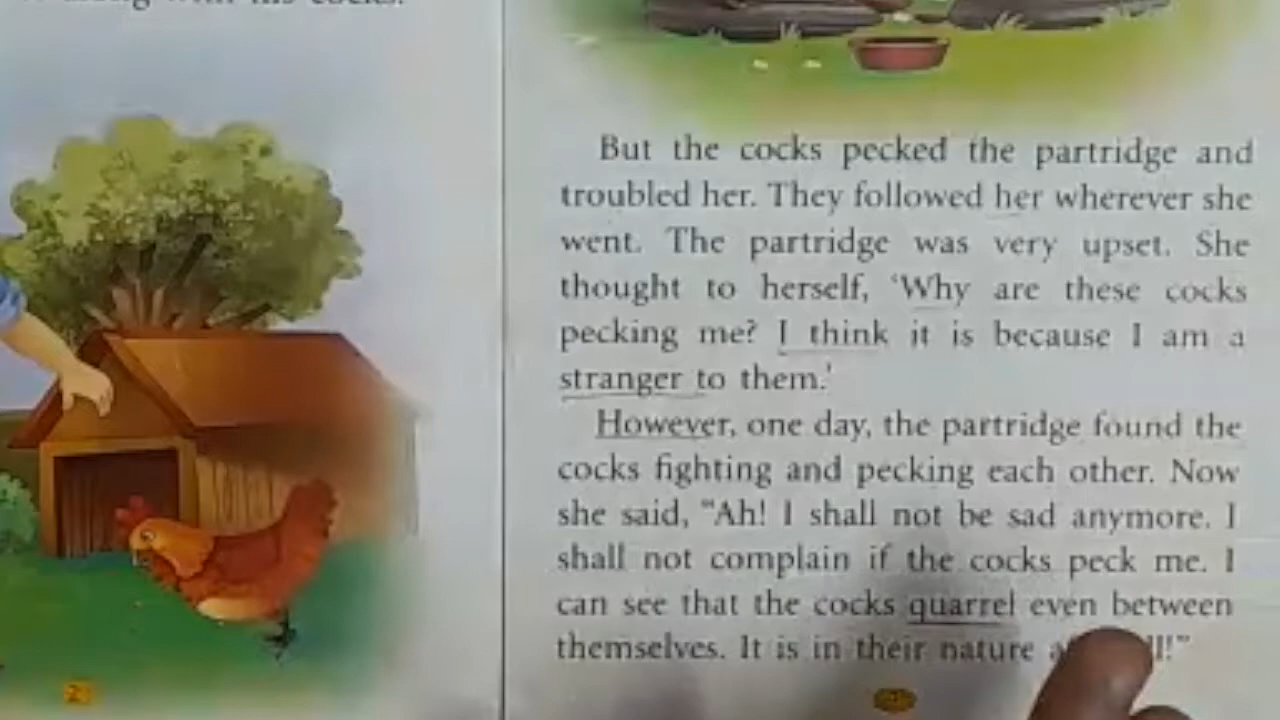 with his cocks.
2
But the cocks pecked the partridge and
troubled her. They followed her wherever she
went. The partridge was very upset. She
thought to herself, ‘Why are these cocks
pecking me? I think it is because I am a
stranger to them.’
However, one day, the partridge found the
cocks fighting and pecking each other. Now
she said, “Ah! I shall not be sad anymore. I
shall not complain if the cocks peck me. I
can see that the cocks quarrel even between
themselves. It is in their nature